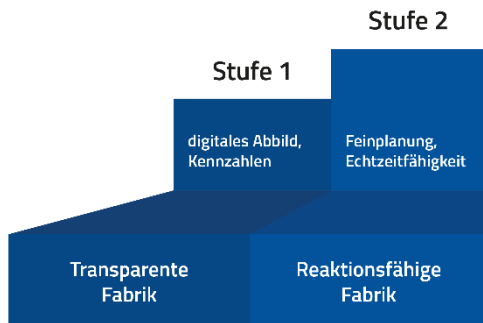 Stufe 1
Stufe 2
digitales Abbild,
Kennzahlen
Feinplanung,
Echtzeitfähigkeit
Transparente
Fabrik
Reaktionsfähige
Fabrik